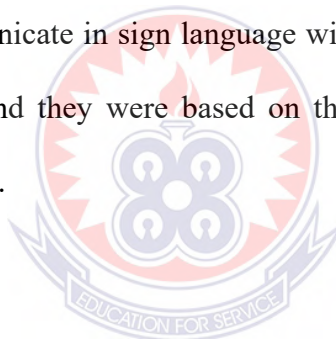 nicate in sign language wi
nd they were based on th
.
EDUCATION FOR SERVICE